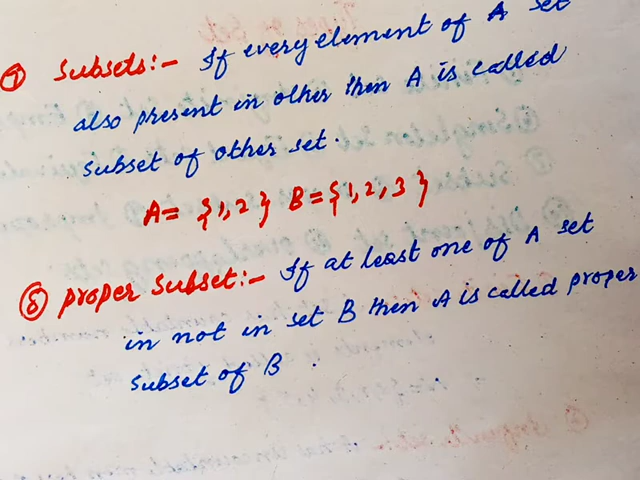 ⑦ Subsets:- If every element of A set
also present in other then A is called
subset of other set.
A = {1,2} B = {1,2,3}
⑧ Proper Subset:- If at least one of A set
in not in set B then A is called proper
subset of B.